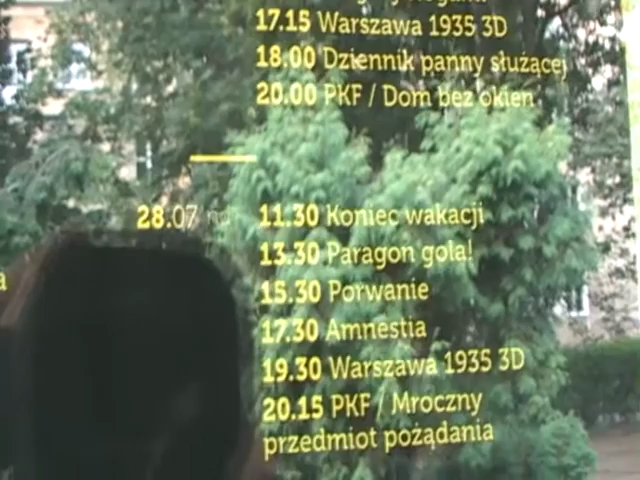 17.15 Warszawa 1935 3D
18.00 Dziennik panny służącej
20.00 PKF / Dom bez okien
28.07
11.30 Koniec wakacji
13.30 Paragon gola!
15.30 Porwanie
17.30 Amnestia
19.30 Warszawa 1935 3D
20.15 PKF / Mroczny
przedmiot pożądania